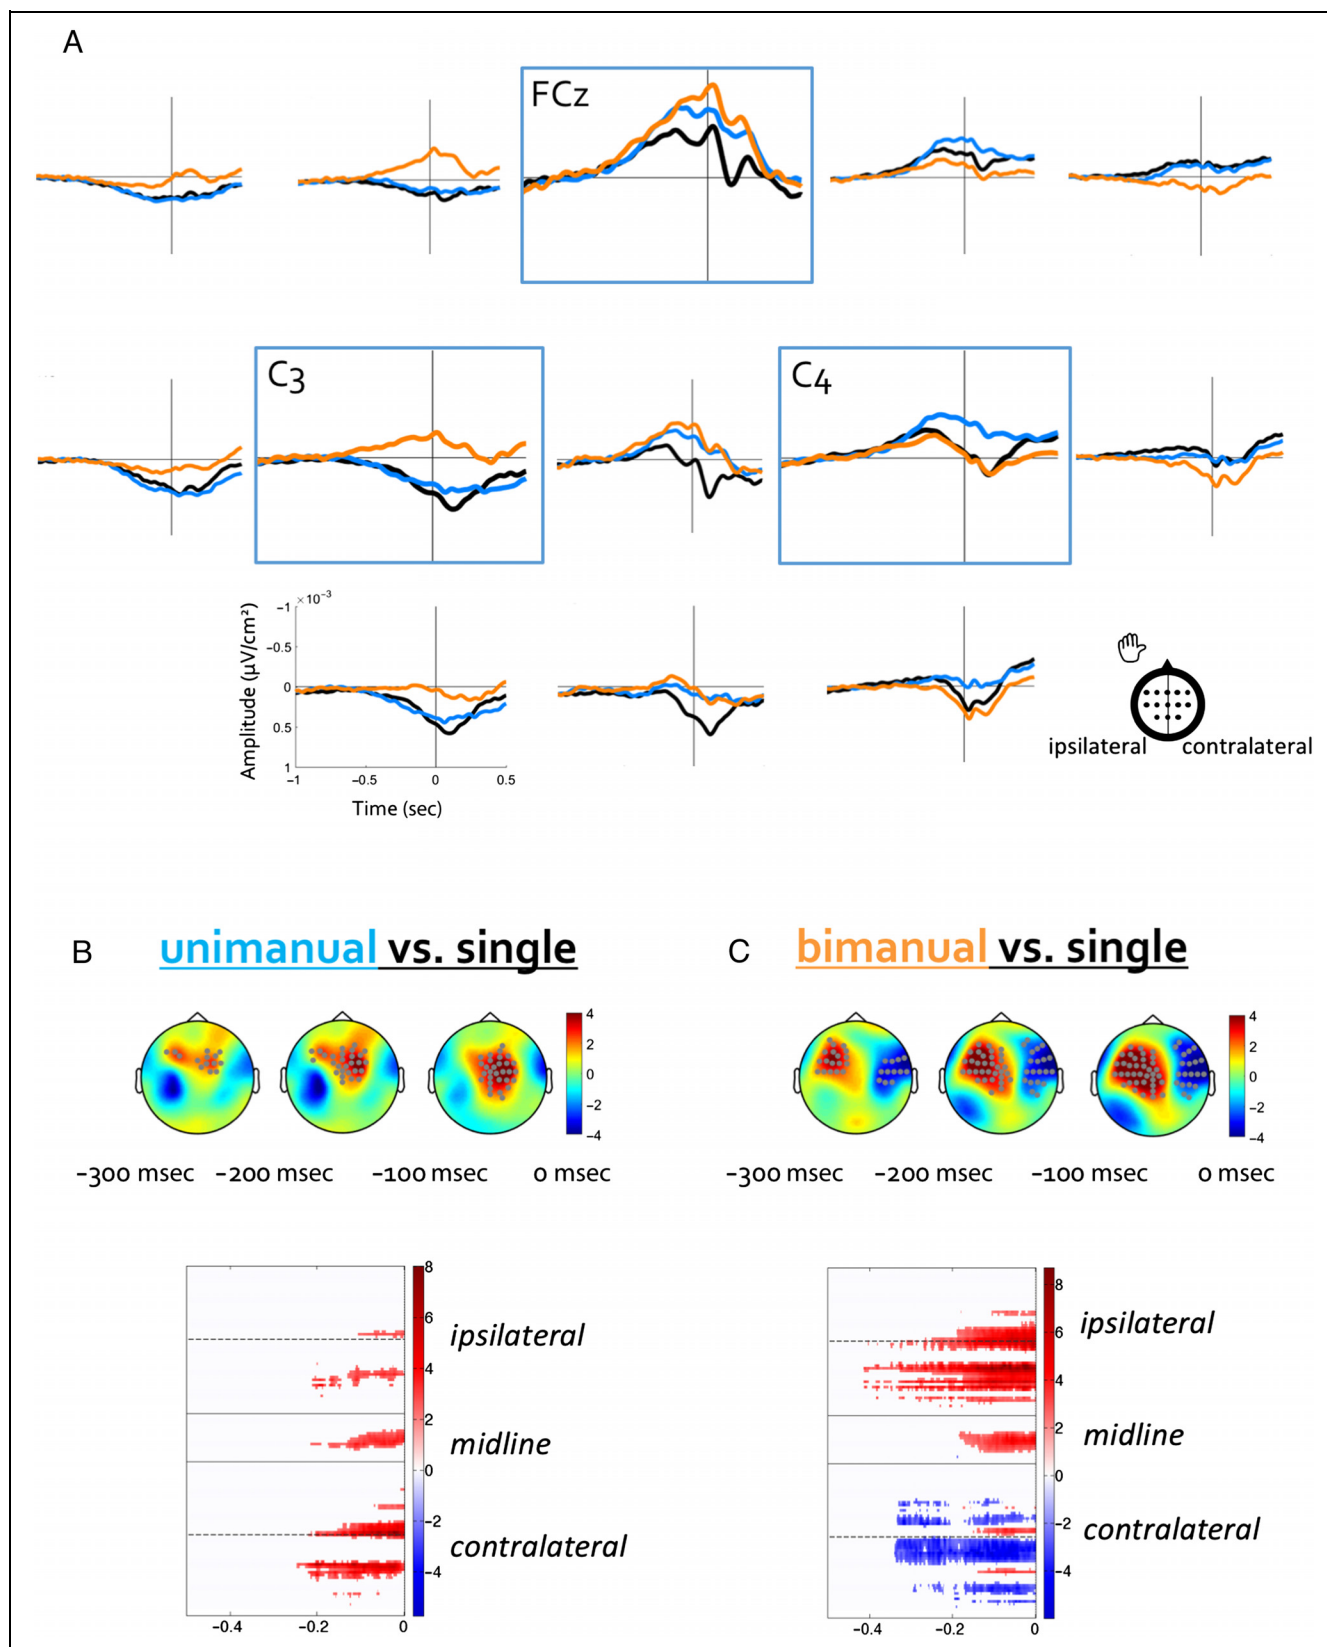 A
FCz
C3
C4
Amplitude (µV/cm²)
×10⁻³
−1
−0.5
0
0.5
1
−1 −0.5 0 0.5
Time (sec)
ipsilateral contralateral
B unimanual vs. single
4
2
0
−2
−4
-300 msec -200 msec -100 msec 0 msec
8
6
4
2
0
−2
−4
ipsilateral
midline
contralateral
−0.4 −0.2 0
C bimanual vs. single
4
2
0
−2
−4
-300 msec -200 msec -100 msec 0 msec
8
6
4
2
0
−2
−4
ipsilateral
midline
contralateral
−0.4 −0.2 0